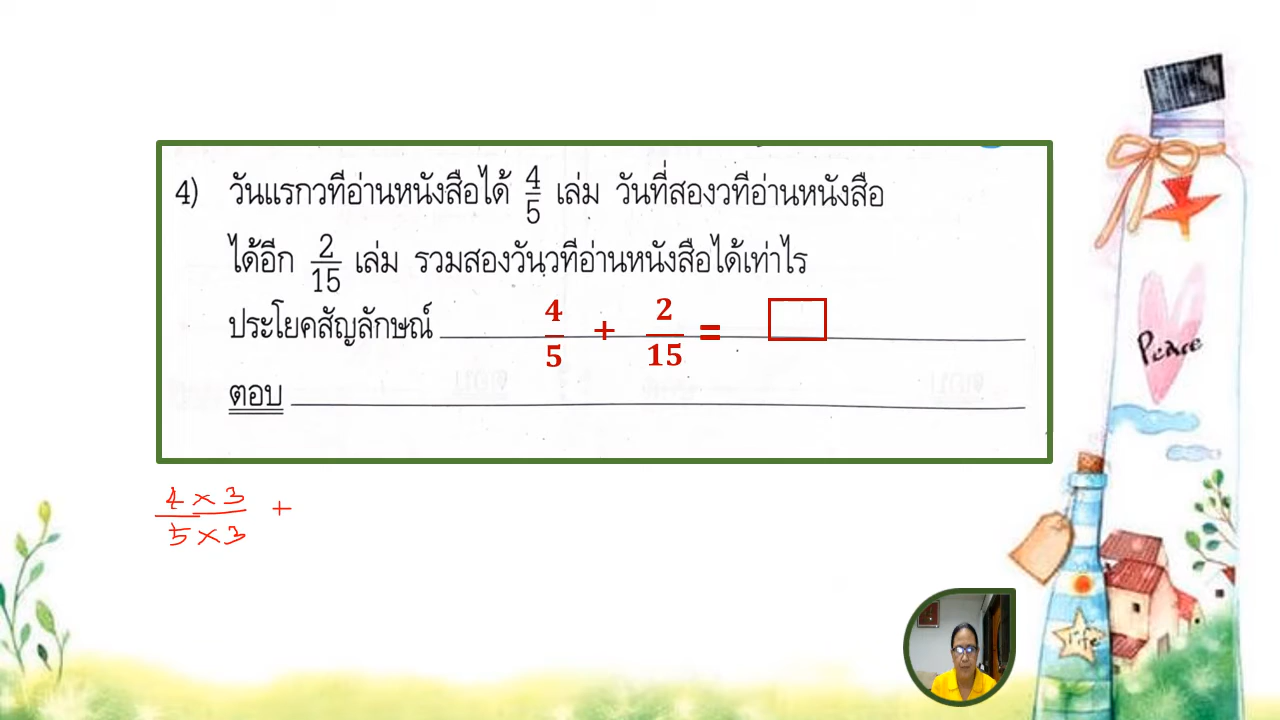 4) วันแรกวทีอ่านหนังสือได้ 4/5 เล่ม วันที่สองวทีอ่านหนังสือ
ได้อีก 2/15 เล่ม รวมสองวันวทีอ่านหนังสือได้เท่าไร
ประโยคสัญลักษณ์ 4/5 + 2/15 = □
ตอบ
4 × 3 / 5 × 3 +
Peace
life